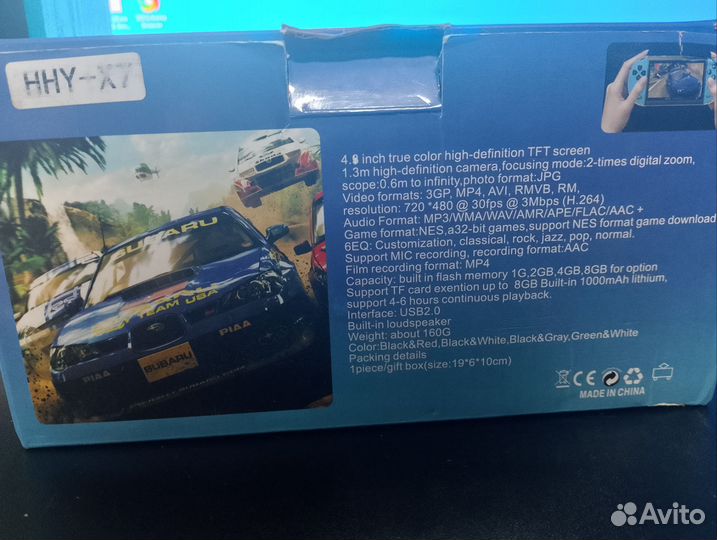 HHY-X7
4.0 inch true color high-definition TFT screen
1.3m high-definition camera,focusing mode:2-times digital zoom,
scope:0.6m to infinity,photo format:JPG
Video formats: 3GP, MP4, AVI, RMVB, RM,
resolution: 720 *480 @ 30fps @ 3Mbps (H.264)
Audio Format: MP3/WMA/WAV/AMR/APE/FLAC/AAC +
Game format:NES,a32-bit games,support NES format game download
6EQ: Customization, classical, rock, jazz, pop, normal.
Support MIC recording, recording format:AAC
Film recording format: MP4
Capacity: built in flash memory 1G,2GB,4GB,8GB for option
Support TF card exention up to 8GB Built-in 1000mAh lithium,
support 4-6 hours continuous playback.
Interface: USB2.0
Built-in loudspeaker
Weight: about 160G
Color:Black&Red,Black&White,Black&Gray,Green&White
Packing details
1piece/gift box(size:19*6*10cm)
CE
MADE IN CHINA
SUBARU
TEAM USA
PIAA
SUBARU
PIAA
Avito